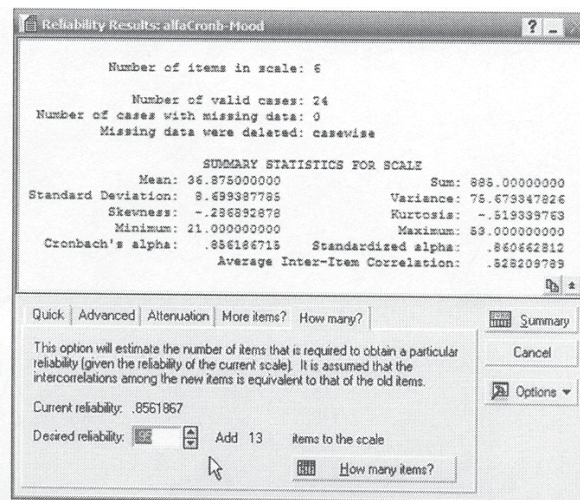 Reliability Results: alfaCronb-Mood
Number of items in scale: 6
Number of valid cases: 24
Number of cases with missing data: 0
Missing data were deleted: casewise
SUMMARY STATISTICS FOR SCALE
Mean: 36.875000000 Sum: 885.00000000
Standard Deviation: 8.699387785 Variance: 75.679347826
Skewness: -.286892878 Kurtosis: -.519339763
Minimum: 21.000000000 Maximum: 53.000000000
Cronbach's alpha: .856186715 Standardized alpha: .860662812
Average Inter-Item Correlation: .528209789
Quick Advanced Attenuation More items? How many?
Summary
Cancel
Options
This option will estimate the number of items that is required to obtain a particular
reliability (given the reliability of the current scale). It is assumed that the
intercorrelations among the new items is equivalent to that of the old items.
Current reliability: .8561867
Desired reliability: Add 13 items to the scale
How many items?